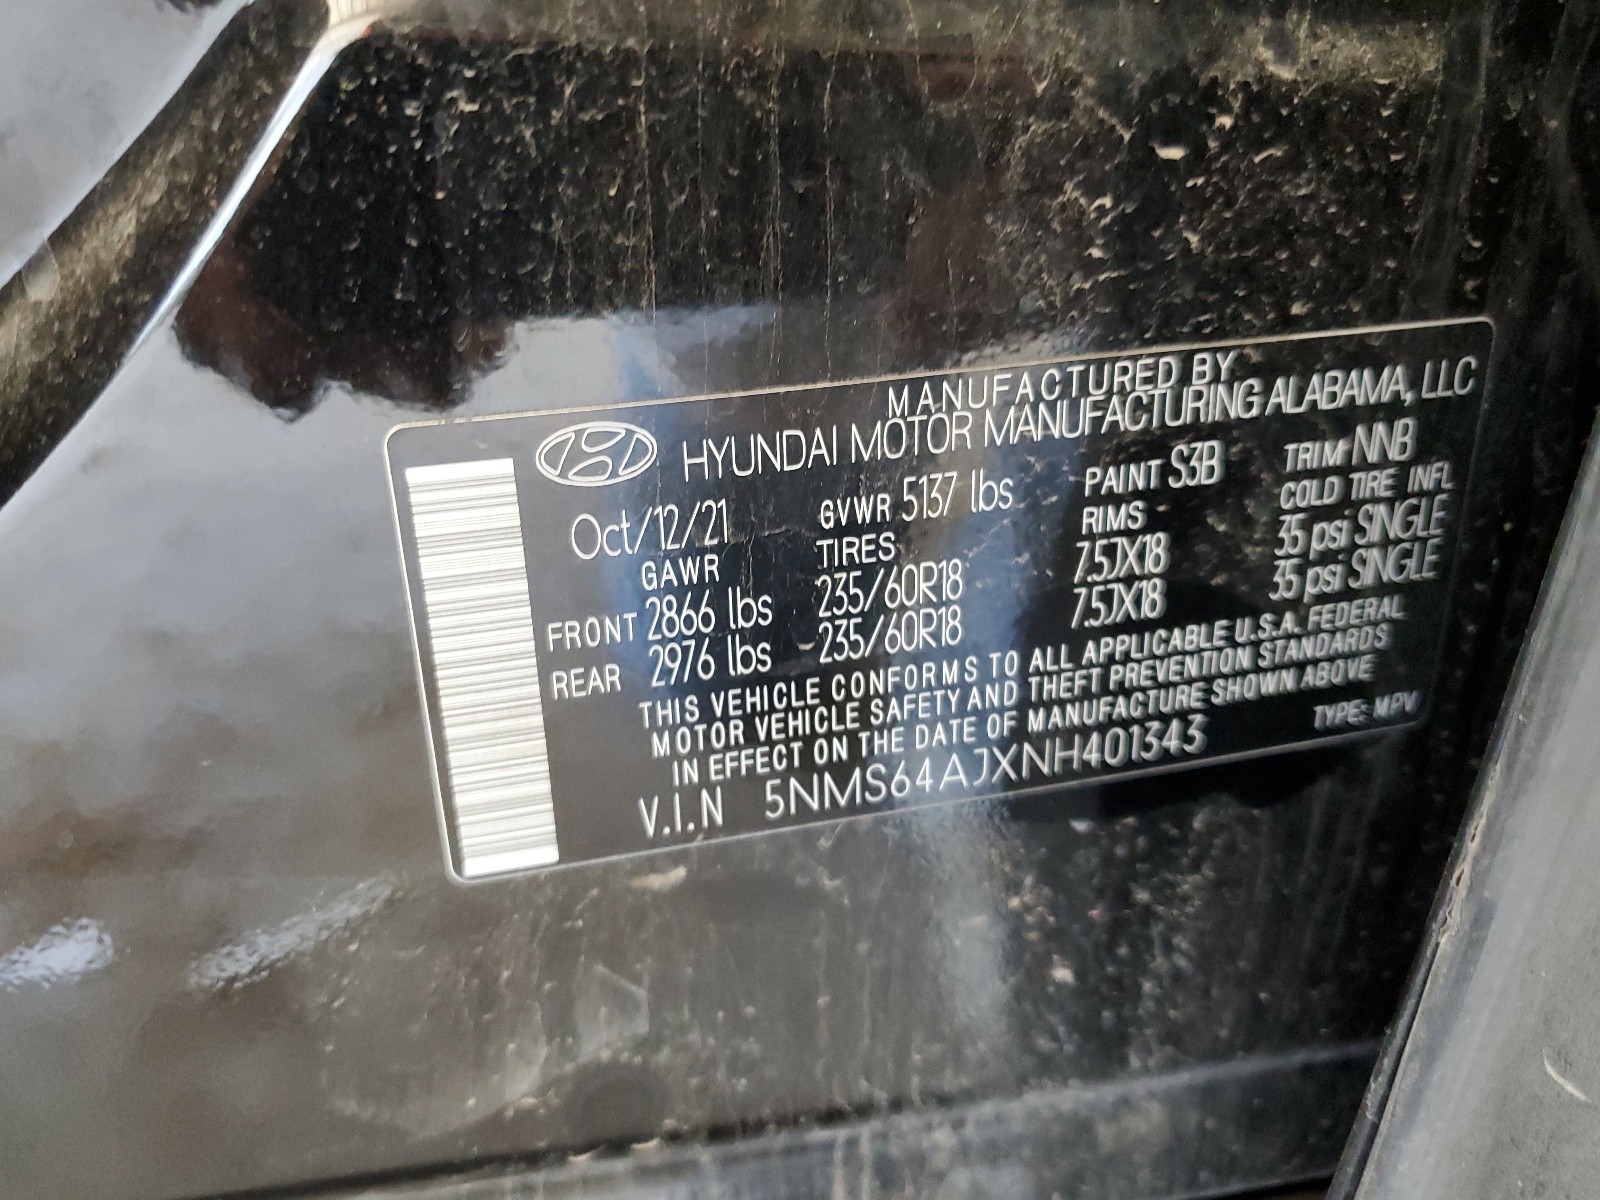 MANUFACTURED BY
HYUNDAI MOTOR MANUFACTURING ALABAMA, LLC
Oct/12/21 GVWR 5137 lbs PAINT S3B TRIM NNB
GAWR TIRES RIMS COLD TIRE INFL
FRONT 2866 lbs 235/60R18 7.5JX18 35 psi SINGLE
REAR 2976 lbs 235/60R18 7.5JX18 35 psi SINGLE
THIS VEHICLE CONFORMS TO ALL APPLICABLE U.S.A. FEDERAL
MOTOR VEHICLE SAFETY AND THEFT PREVENTION STANDARDS
IN EFFECT ON THE DATE OF MANUFACTURE SHOWN ABOVE
V.I.N 5NMS64AJXNH401343 TYPE: MPV